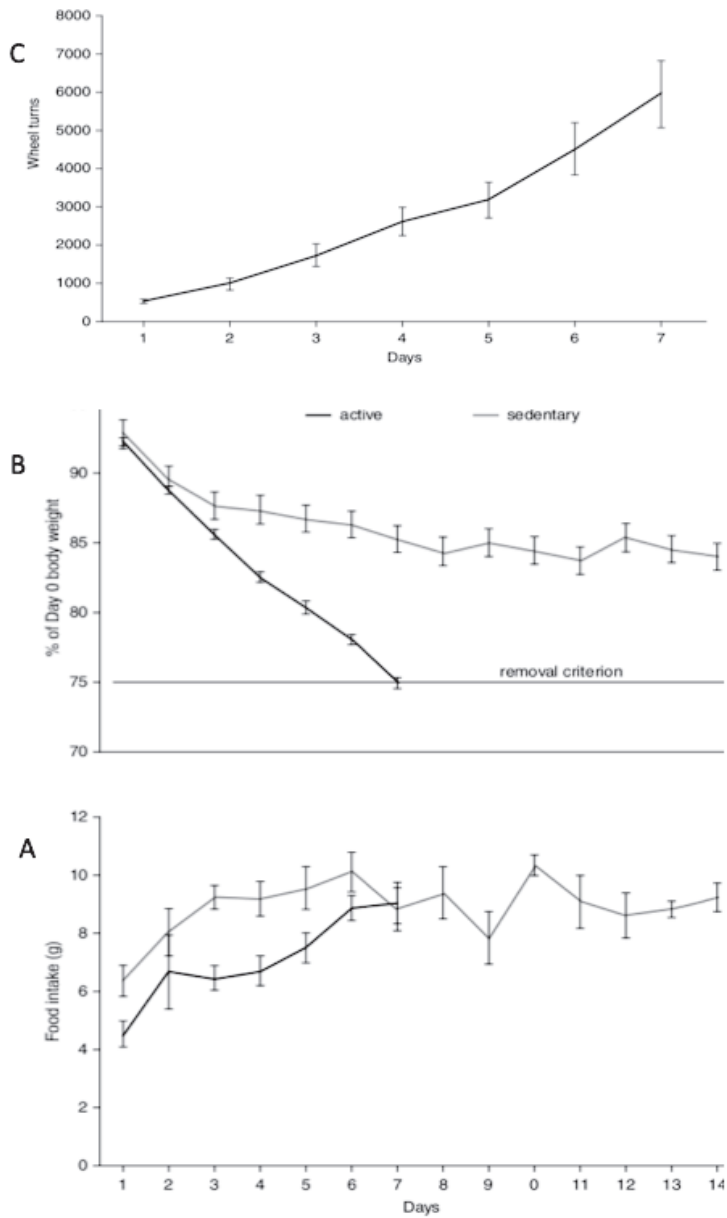 C
Wheel turns
8000
7000
6000
5000
4000
3000
2000
1000
0
1 2 3 4 5 6 7
Days
active sedentary
B
% of Day 0 body weight
90
85
80
75
70
removal criterion
A
Food intake (g)
12
10
8
6
4
2
0
1 2 3 4 5 6 7 8 9 0 11 12 13 14
Days